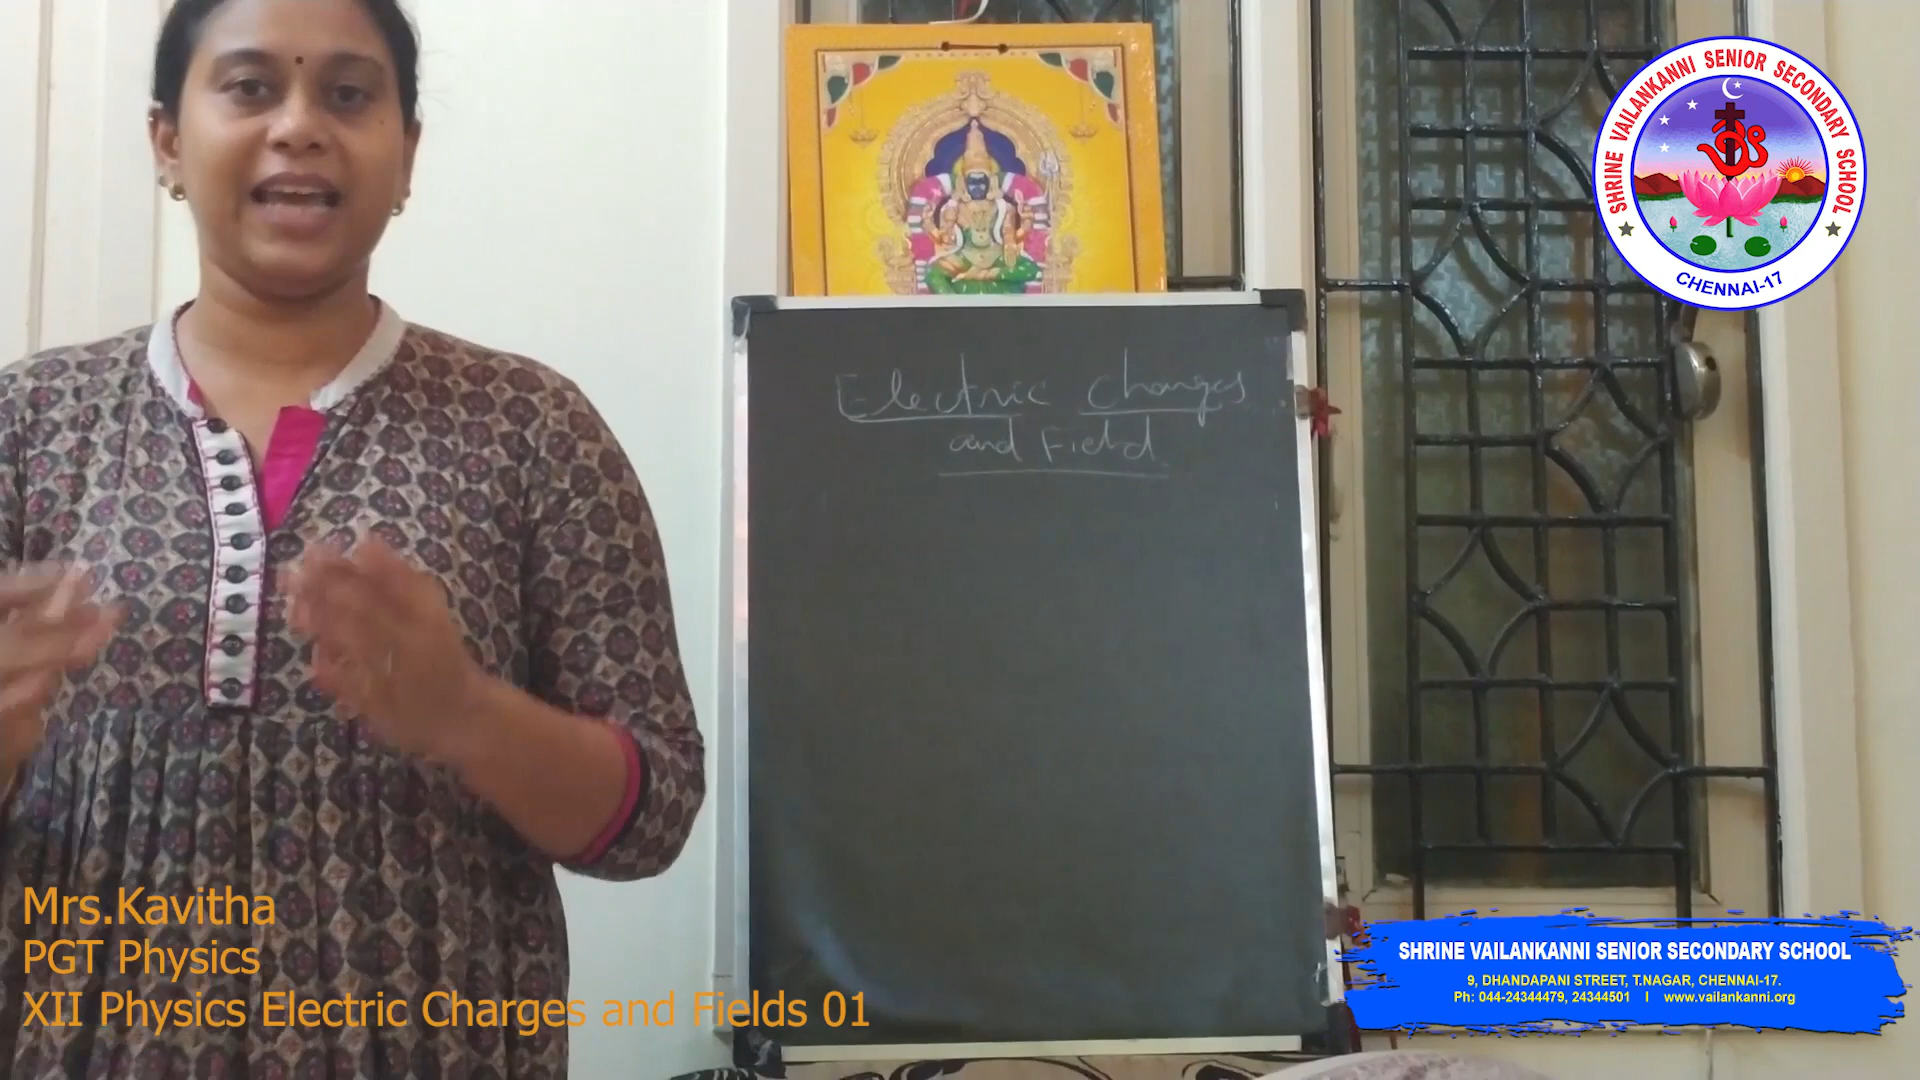 SHRINE VAILANKANNI SENIOR SECONDARY SCHOOL
CHENNAI-17
Electric Charges
and Field
Mrs.Kavitha
PGT Physics
XII Physics Electric Charges and Fields 01
SHRINE VAILANKANNI SENIOR SECONDARY SCHOOL
9, DHANDAPANI STREET, T.NAGAR, CHENNAI-17.
Ph: 044-24344479, 24344501 I www.vailankanni.org